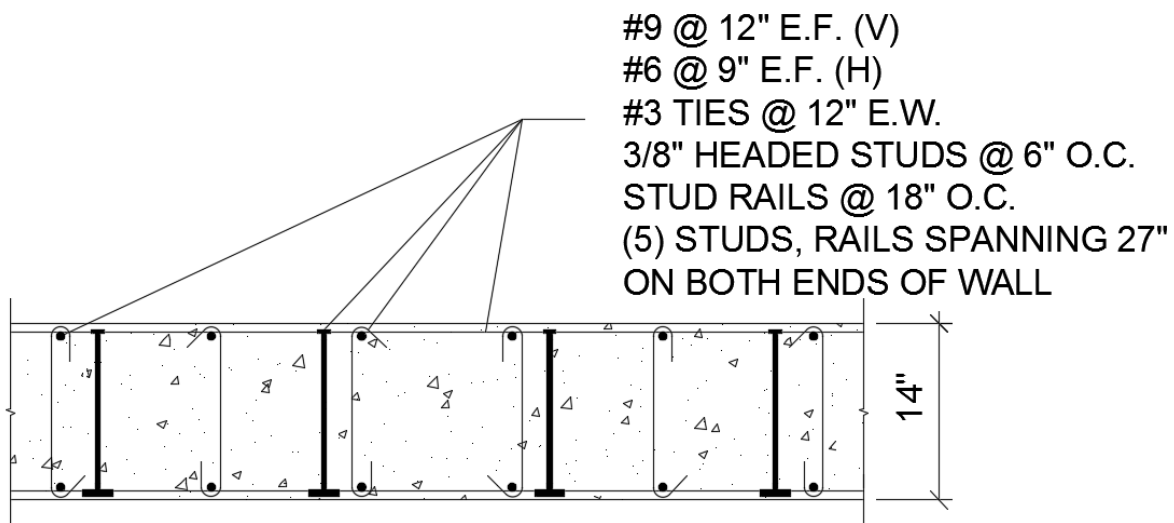 #9 @ 12" E.F. (V)
#6 @ 9" E.F. (H)
#3 TIES @ 12" E.W.
3/8" HEADED STUDS @ 6" O.C.
STUD RAILS @ 18" O.C.
(5) STUDS, RAILS SPANNING 27"
ON BOTH ENDS OF WALL
14"